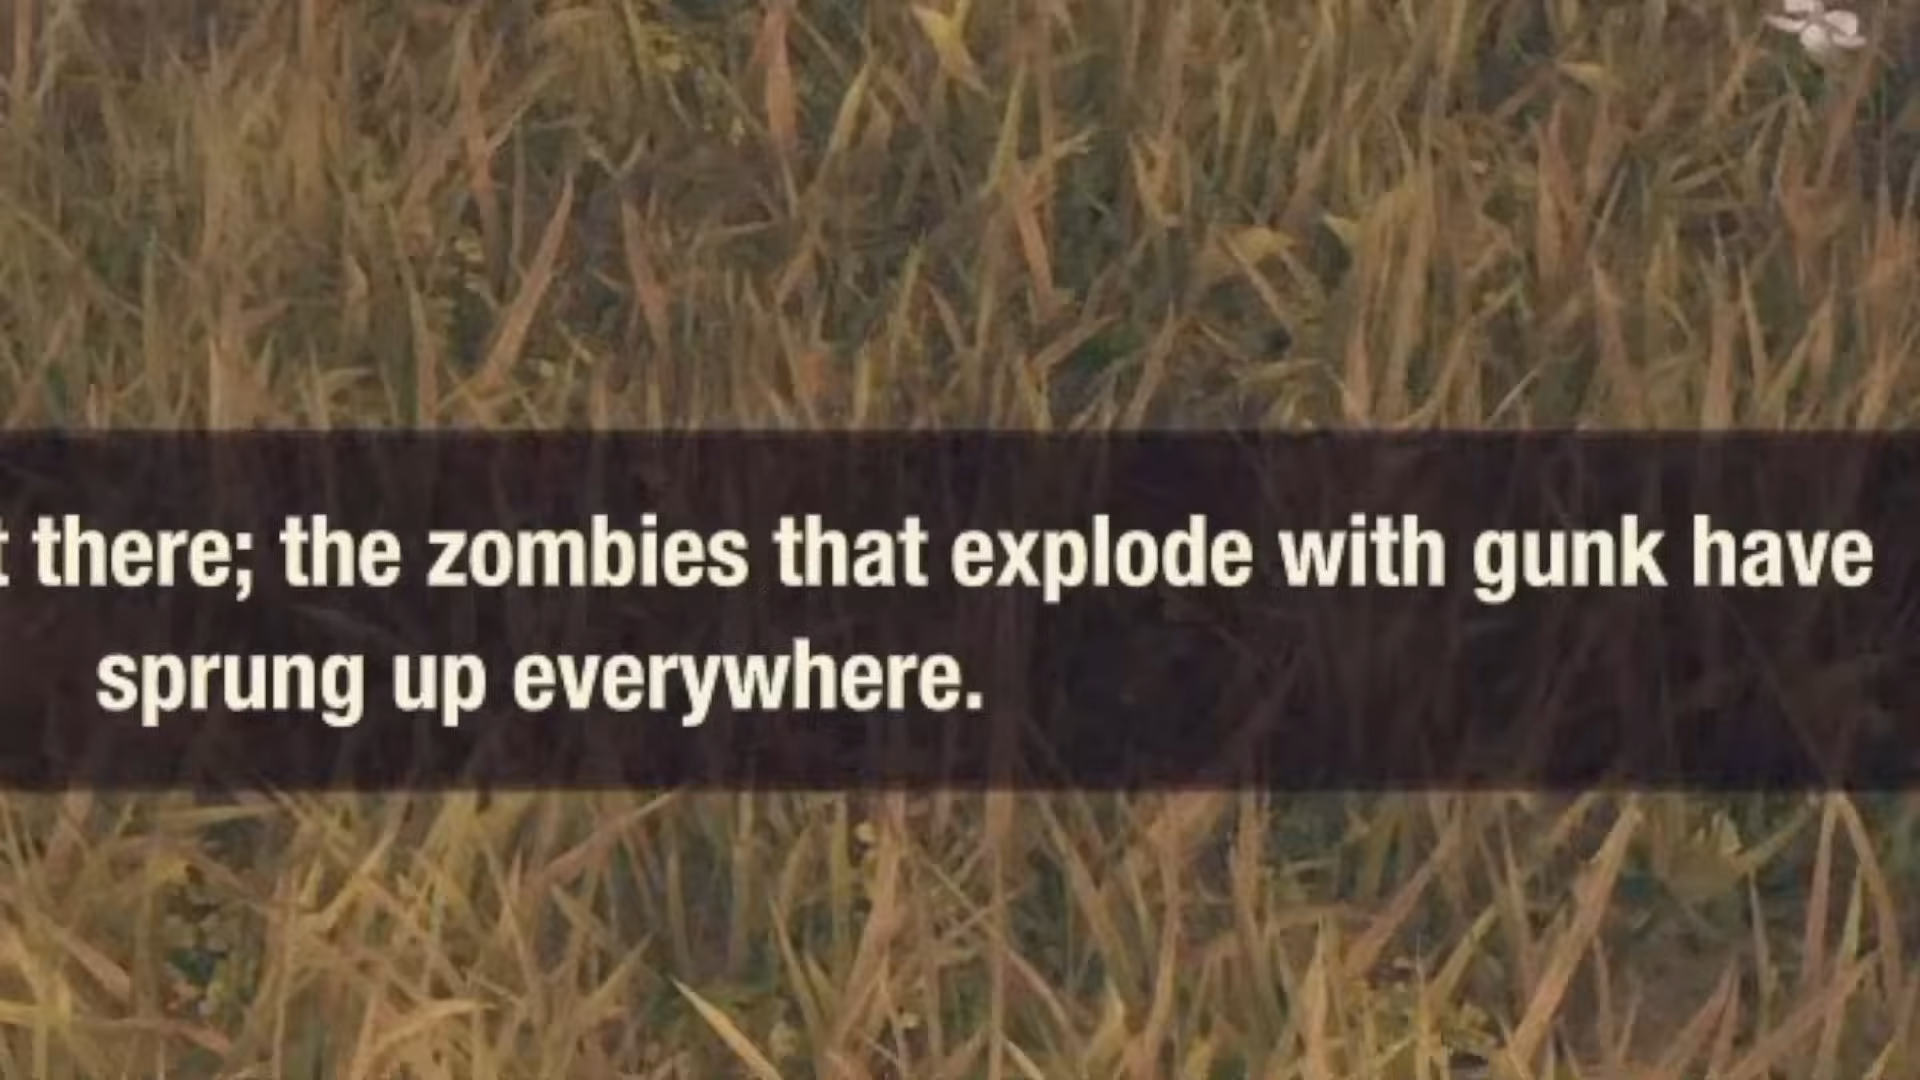 there; the zombies that explode with gunk have
sprung up everywhere.